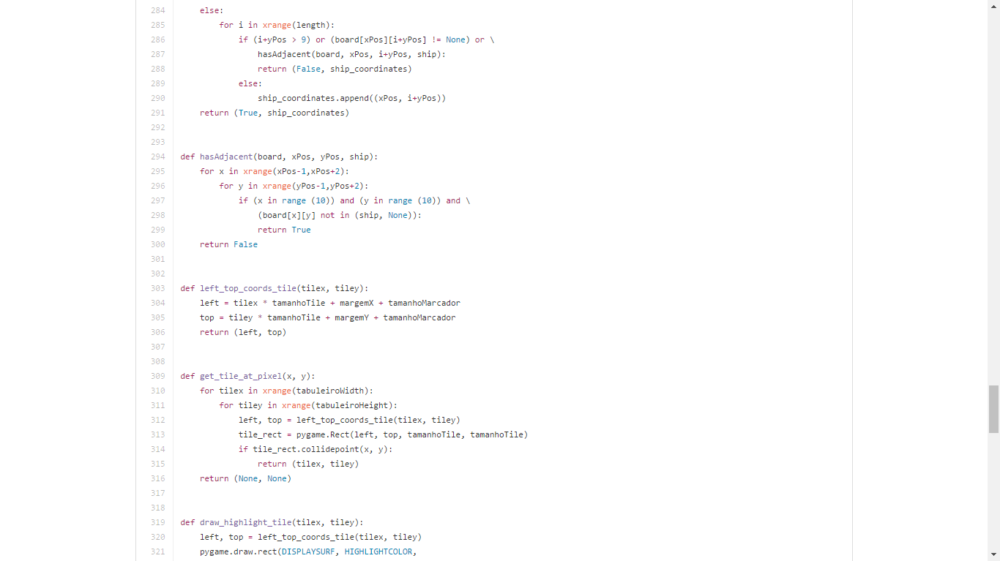 284 else:
285 for i in xrange(length):
286 if (i+yPos > 9) or (board[xPos][i+yPos] != None) or \
287 hasAdjacent(board, xPos, i+yPos, ship):
288 return (False, ship_coordinates)
289 else:
290 ship_coordinates.append((xPos, i+yPos))
291 return (True, ship_coordinates)
292
293
294 def hasAdjacent(board, xPos, yPos, ship):
295 for x in xrange(xPos-1,xPos+2):
296 for y in xrange(yPos-1,yPos+2):
297 if (x in range (10)) and (y in range (10)) and \
298 (board[x][y] not in (ship, None)):
299 return True
300 return False
301
302
303 def left_top_coords_tile(tilex, tiley):
304 left = tilex * tamanhoTile + margemX + tamanhoMarcador
305 top = tiley * tamanhoTile + margemY + tamanhoMarcador
306 return (left, top)
307
308
309 def get_tile_at_pixel(x, y):
310 for tilex in xrange(tabuleiroWidth):
311 for tiley in xrange(tabuleiroHeight):
312 left, top = left_top_coords_tile(tilex, tiley)
313 tile_rect = pygame.Rect(left, top, tamanhoTile, tamanhoTile)
314 if tile_rect.collidepoint(x, y):
315 return (tilex, tiley)
316 return (None, None)
317
318
319 def draw_highlight_tile(tilex, tiley):
320 left, top = left_top_coords_tile(tilex, tiley)
321 pygame.draw.rect(DISPLAYSURF, HIGHLIGHTCOLOR,